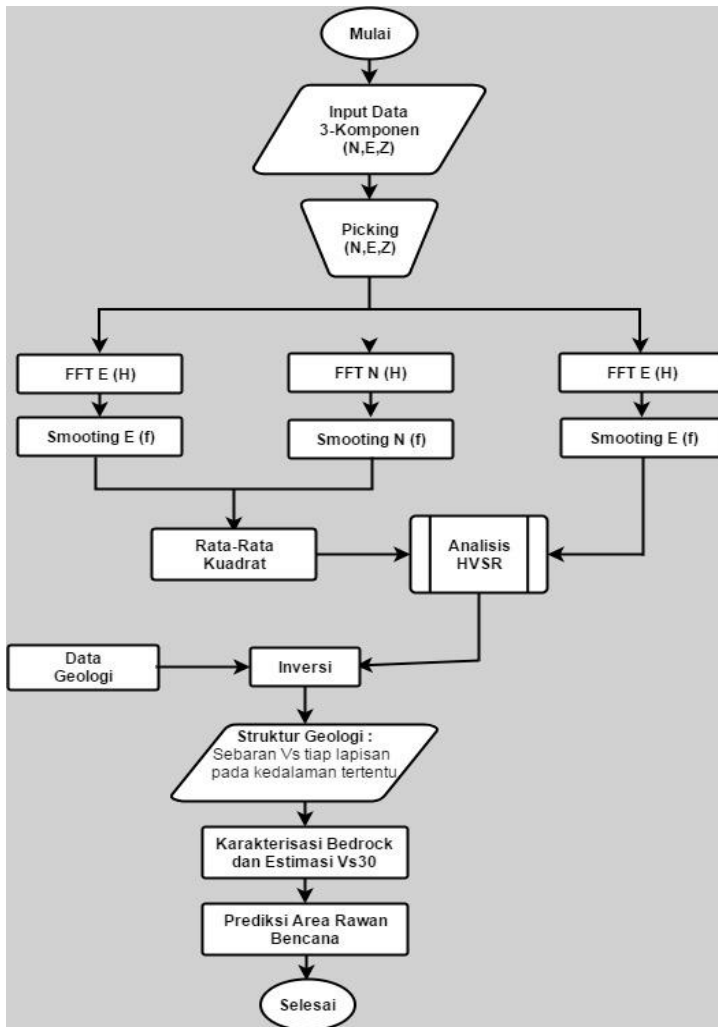 Mulai
Input Data
3-Komponen
(N,E,Z)
Picking
(N,E,Z)
FFT E (H)
FFT N (H)
FFT E (H)
Smooting E (f)
Smooting N (f)
Smooting E (f)
Rata-Rata
Kuadrat
Analisis
HVSR
Data
Geologi
Inversi
Struktur Geologi :
Sebaran Vs tiap lapisan
pada kedalaman tertentu
Karakterisasi Bedrock
dan Estimasi Vs30
Prediksi Area Rawan
Bencana
Selesai